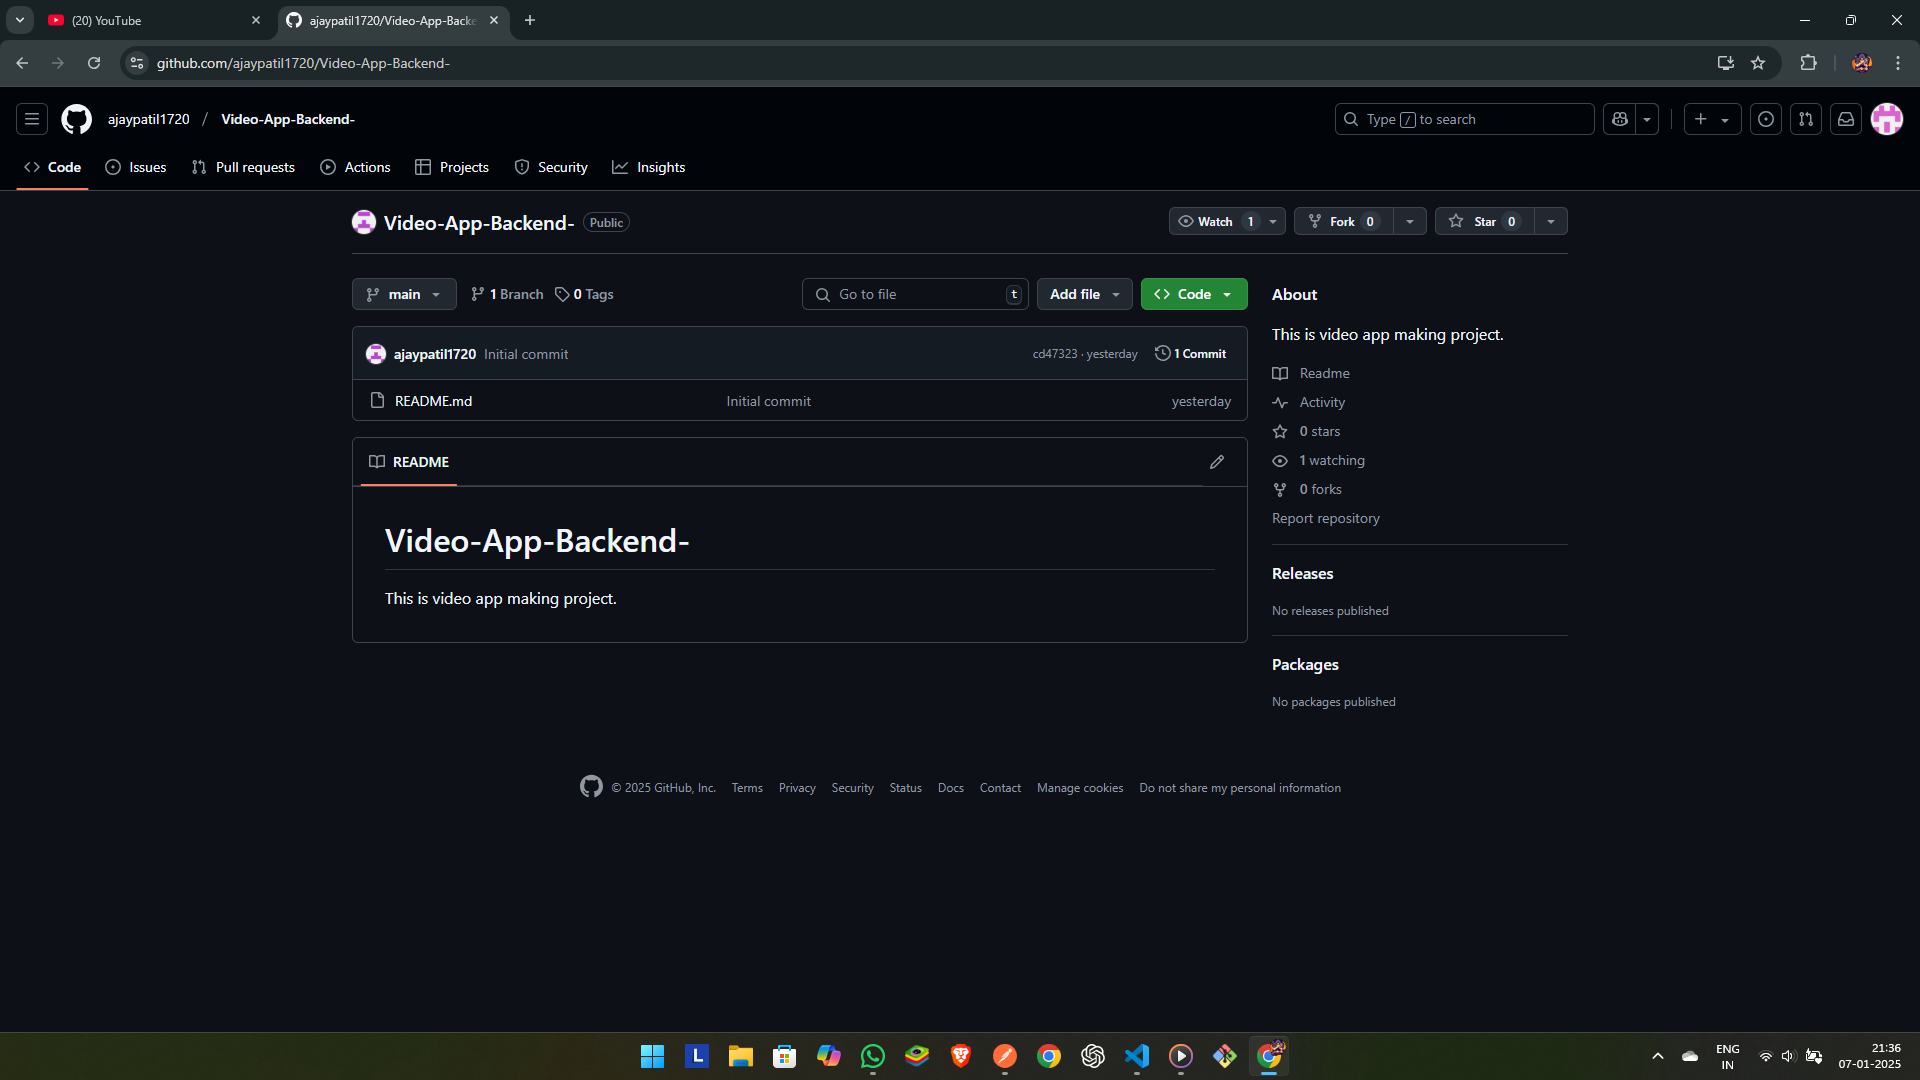 (20) YouTube
ajaypatil1720/Video-App-Backe
github.com/ajaypatil1720/Video-App-Backend-
ajaypatil1720 / Video-App-Backend-
Type / to search
Code Issues Pull requests Actions Projects Security Insights
Video-App-Backend- Public
Watch 1 Fork 0 Star 0
main 1 Branch 0 Tags Go to file t Add file Code
ajaypatil1720 Initial commit cd47323 · yesterday 1 Commit
README.md Initial commit yesterday
README
Video-App-Backend-
This is video app making project.
About
This is video app making project.
Readme
Activity
0 stars
1 watching
0 forks
Report repository
Releases
No releases published
Packages
No packages published
© 2025 GitHub, Inc. Terms Privacy Security Status Docs Contact Manage cookies Do not share my personal information
L
ENG
IN
21:36
07-01-2025